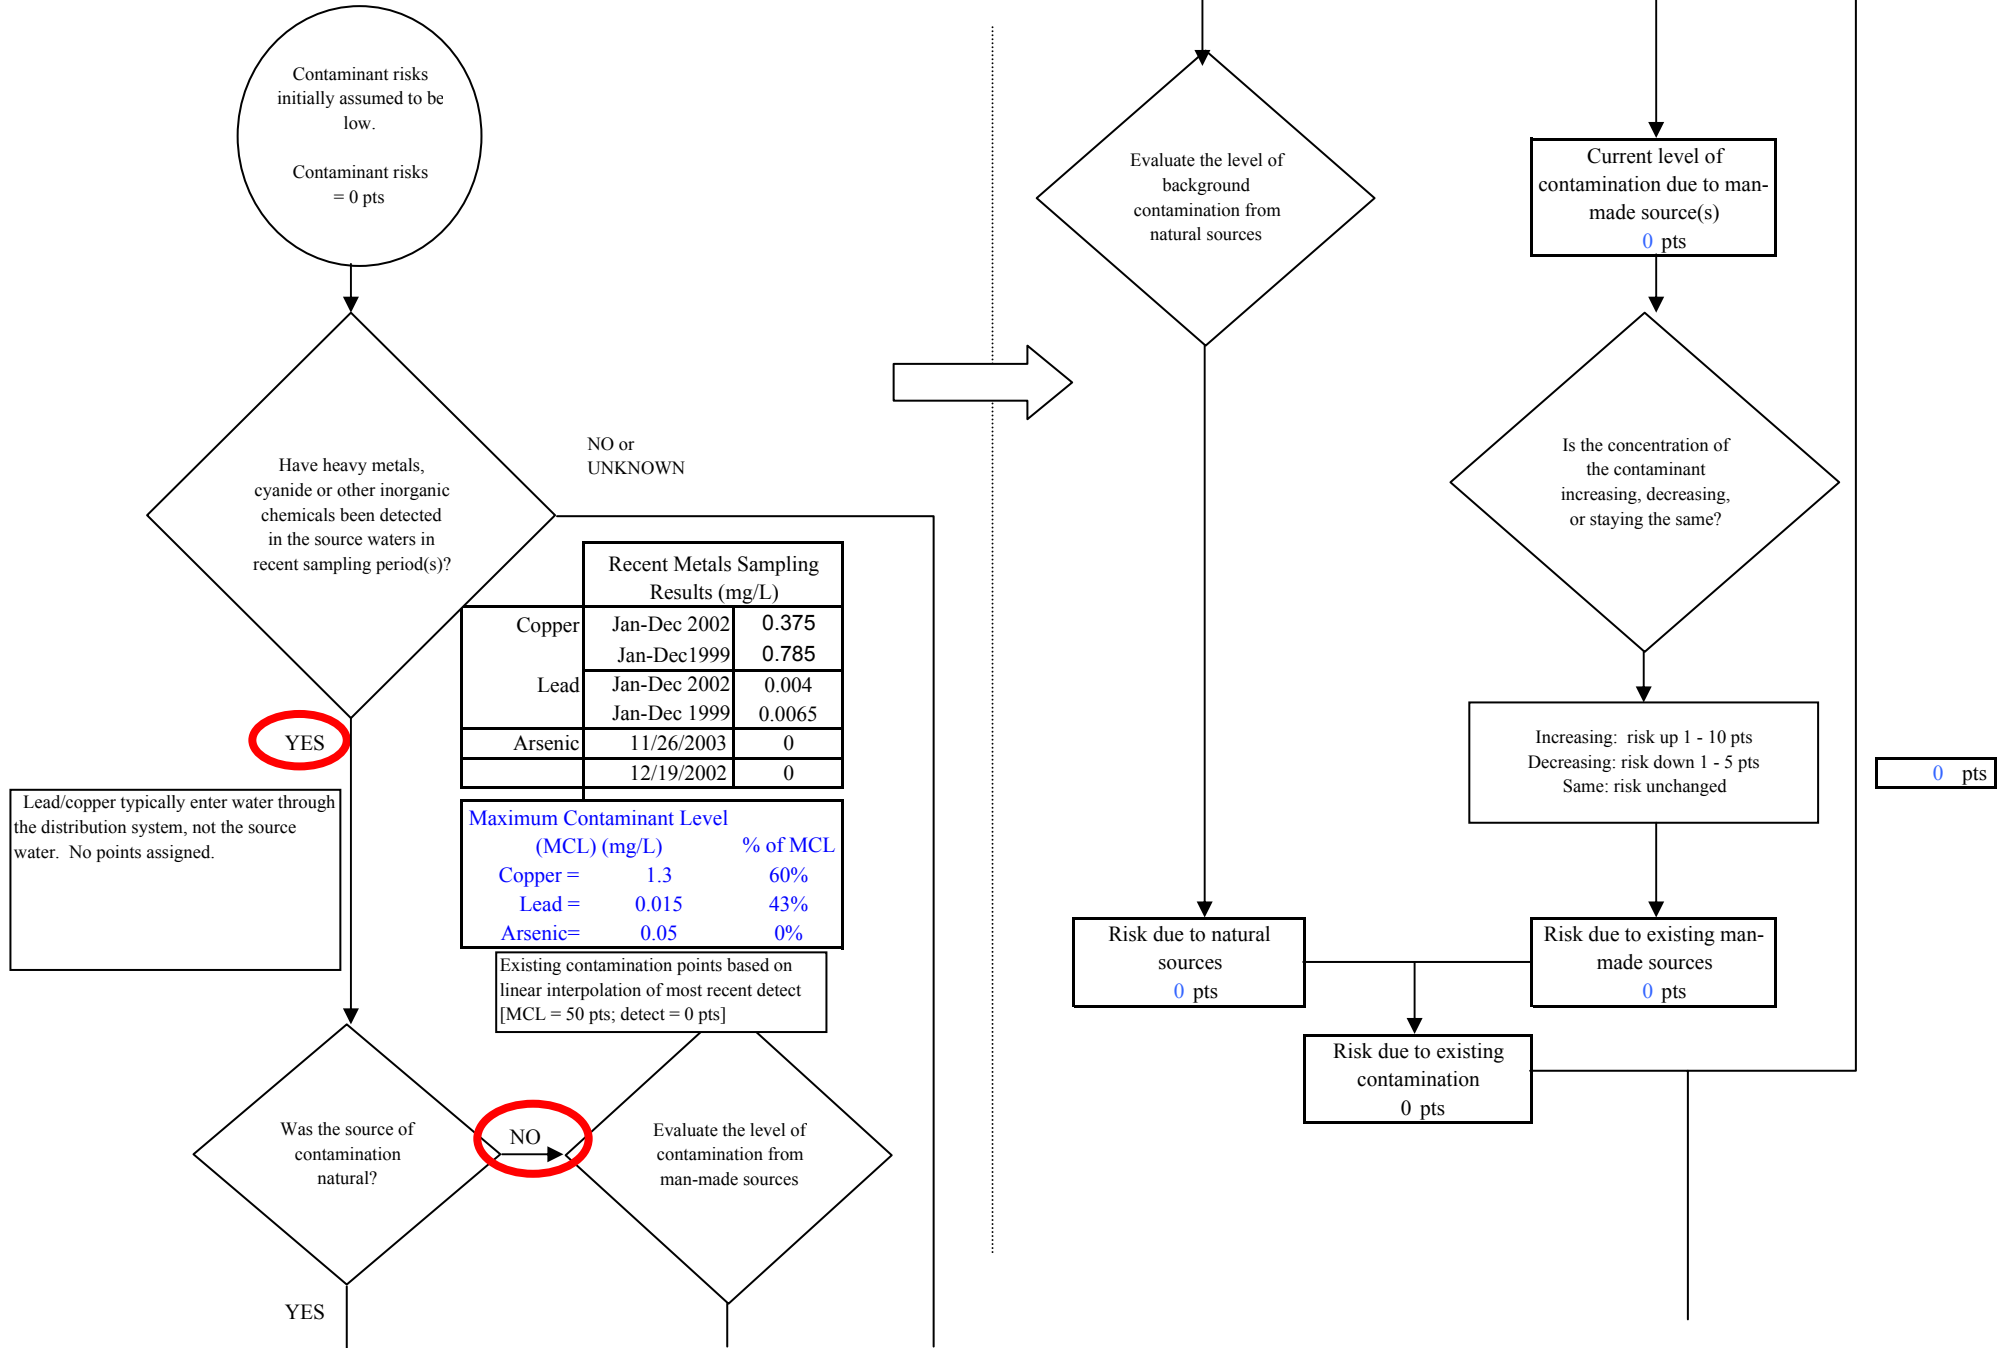 Contaminant risks
initially assumed to be
low.
Contaminant risks
= 0 pts
Have heavy metals,
cyanide or other inorganic
chemicals been detected
in the source waters in
recent sampling period(s)?
NO or
UNKNOWN
Recent Metals Sampling
Results (mg/L)
Copper Jan-Dec 2002 0.375
Jan-Dec1999 0.785
Lead Jan-Dec 2002 0.004
Jan-Dec 1999 0.0065
Arsenic 11/26/2003 0
12/19/2002 0
YES
Lead/copper typically enter water through
the distribution system, not the source
water.  No points assigned.
Maximum Contaminant Level
(MCL) (mg/L) % of MCL
Copper = 1.3 60%
Lead = 0.015 43%
Arsenic= 0.05 0%
Existing contamination points based on
linear interpolation of most recent detect
[MCL = 50 pts; detect = 0 pts]
Was the source of
contamination
natural?
NO
Evaluate the level of
contamination from
man-made sources
YES
Evaluate the level of
background
contamination from
natural sources
Current level of
contamination due to man-
made source(s)
0 pts
Is the concentration of
the contaminant
increasing, decreasing,
or staying the same?
Increasing:  risk up 1 - 10 pts
Decreasing: risk down 1 - 5 pts
Same: risk unchanged
0 pts
Risk due to natural
sources
0 pts
Risk due to existing man-
made sources
0 pts
Risk due to existing
contamination
0 pts